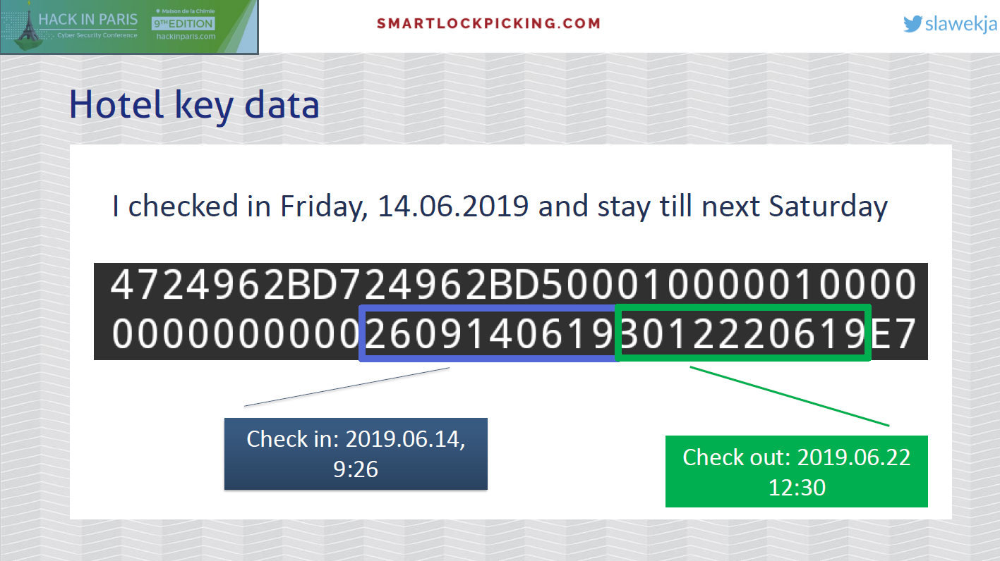 HACK IN PARIS
Cyber Security Conference
Maison de la Chimie
9TH EDITION
hackinparis.com
SMARTLOCKPICKING.COM
slawekja
Hotel key data
I checked in Friday, 14.06.2019 and stay till next Saturday
4724962BD724962BD500010000010000
000000000026091406193012220619E7
Check in: 2019.06.14,
9:26
Check out: 2019.06.22
12:30